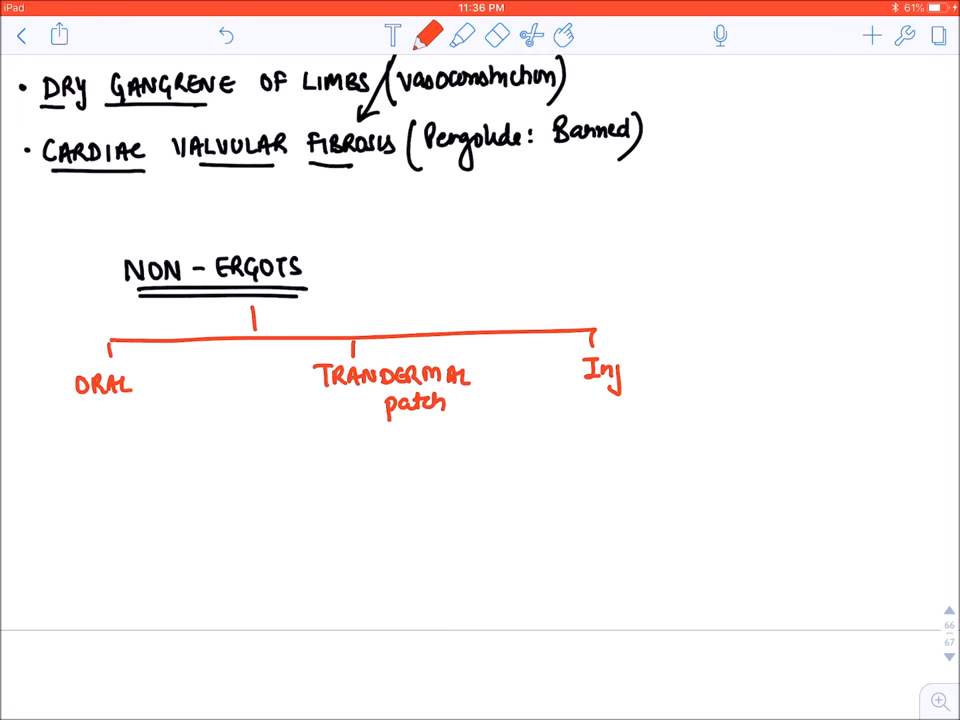 iPad 11:36 PM 61%
T
• DRY GANGRENE OF LIMBS (vasoconstriction)
• CARDIAC VALVULAR FIBROSIS (Pergolide: Banned)
NON - ERGOTS
ORAL TRANDERMAL Inj
patch
66
67